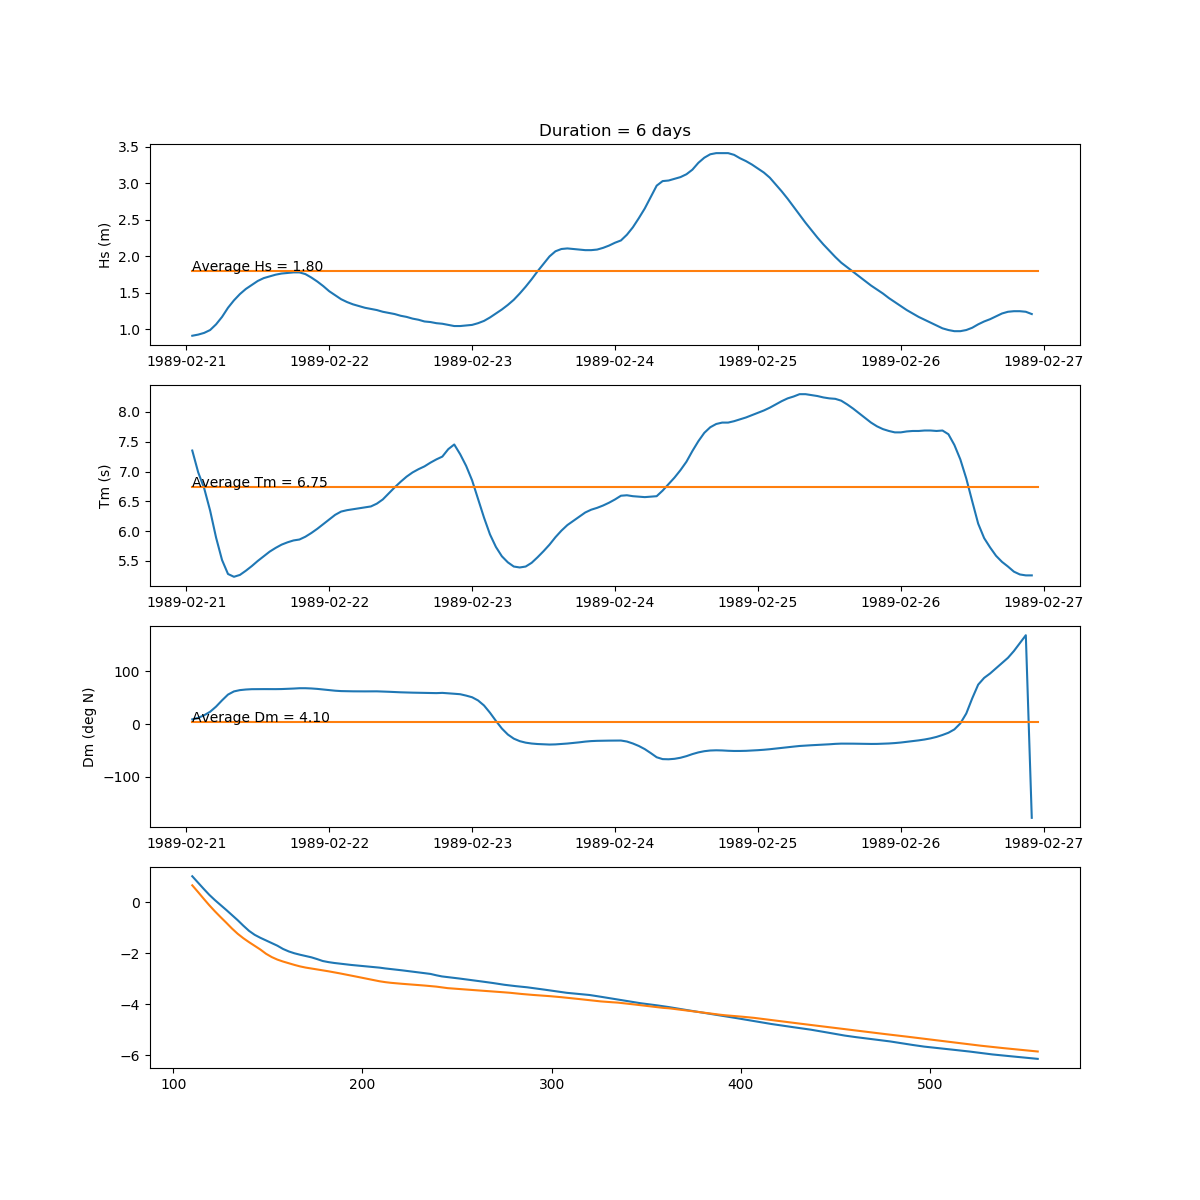 Duration = 6 days
3.5
3.0
2.5
2.0
1.5
1.0
Hs (m)
Average Hs = 1.80
1989-02-21 1989-02-22 1989-02-23 1989-02-24 1989-02-25 1989-02-26 1989-02-27
8.0
7.5
7.0
6.5
6.0
5.5
Tm (s)
Average Tm = 6.75
1989-02-21 1989-02-22 1989-02-23 1989-02-24 1989-02-25 1989-02-26 1989-02-27
100
0
−100
Dm (deg N)
Average Dm = 4.10
1989-02-21 1989-02-22 1989-02-23 1989-02-24 1989-02-25 1989-02-26 1989-02-27
0
−2
−4
−6
100 200 300 400 500